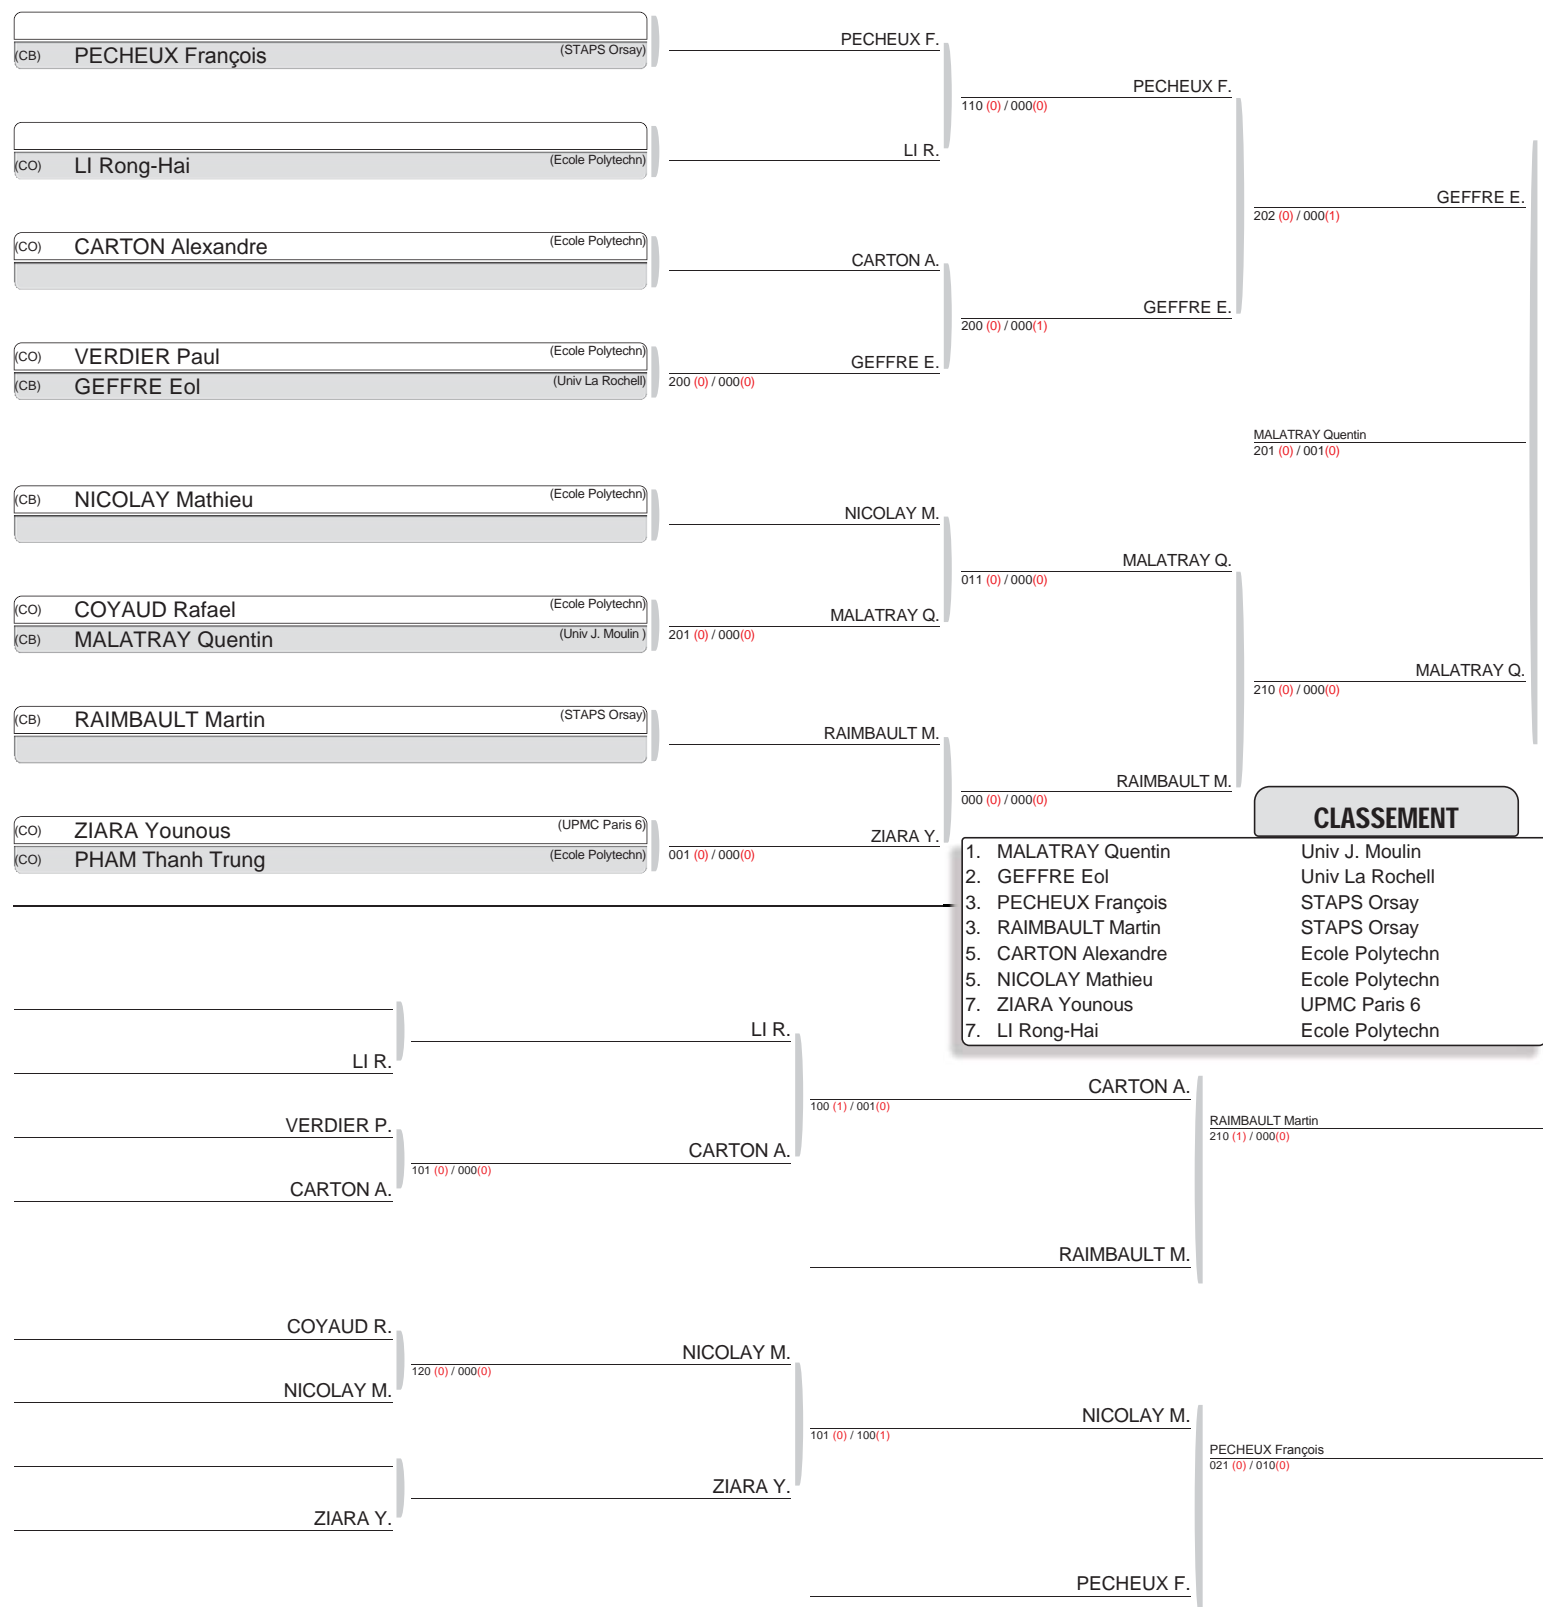 PECHEUX F.
(CB) PECHEUX François (STAPS Orsay)
PECHEUX F.
110 (0) / 000(0)
LI R.
(CO) LI Rong-Hai (Ecole Polytechn)
GEFFRE E.
202 (0) / 000(1)
(CO) CARTON Alexandre (Ecole Polytechn)
CARTON A.
GEFFRE E.
200 (0) / 000(1)
(CO) VERDIER Paul (Ecole Polytechn)
GEFFRE E.
(CB) GEFFRE Eol (Univ La Rochell) 200 (0) / 000(0)
MALATRAY Quentin
201 (0) / 001(0)
(CB) NICOLAY Mathieu (Ecole Polytechn)
NICOLAY M.
MALATRAY Q.
011 (0) / 000(0)
(CO) COYAUD Rafael (Ecole Polytechn)
MALATRAY Q.
(CB) MALATRAY Quentin (Univ J. Moulin ) 201 (0) / 000(0)
MALATRAY Q.
210 (0) / 000(0)
(CB) RAIMBAULT Martin (STAPS Orsay)
RAIMBAULT M.
RAIMBAULT M.
000 (0) / 000(0)
(CO) ZIARA Younous (UPMC Paris 6)
ZIARA Y.
(CO) PHAM Thanh Trung (Ecole Polytechn) 001 (0) / 000(0)
CLASSEMENT
1. MALATRAY Quentin Univ J. Moulin
2. GEFFRE Eol Univ La Rochell
3. PECHEUX François STAPS Orsay
3. RAIMBAULT Martin STAPS Orsay
5. CARTON Alexandre Ecole Polytechn
5. NICOLAY Mathieu Ecole Polytechn
7. ZIARA Younous UPMC Paris 6
7. LI Rong-Hai Ecole Polytechn
LI R.
LI R.
CARTON A.
100 (1) / 001(0)
VERDIER P.
RAIMBAULT Martin
210 (1) / 000(0)
CARTON A.
101 (0) / 000(0)
CARTON A.
RAIMBAULT M.
COYAUD R.
NICOLAY M.
120 (0) / 000(0)
NICOLAY M.
NICOLAY M.
101 (0) / 100(1)
PECHEUX François
021 (0) / 010(0)
ZIARA Y.
ZIARA Y.
PECHEUX F.